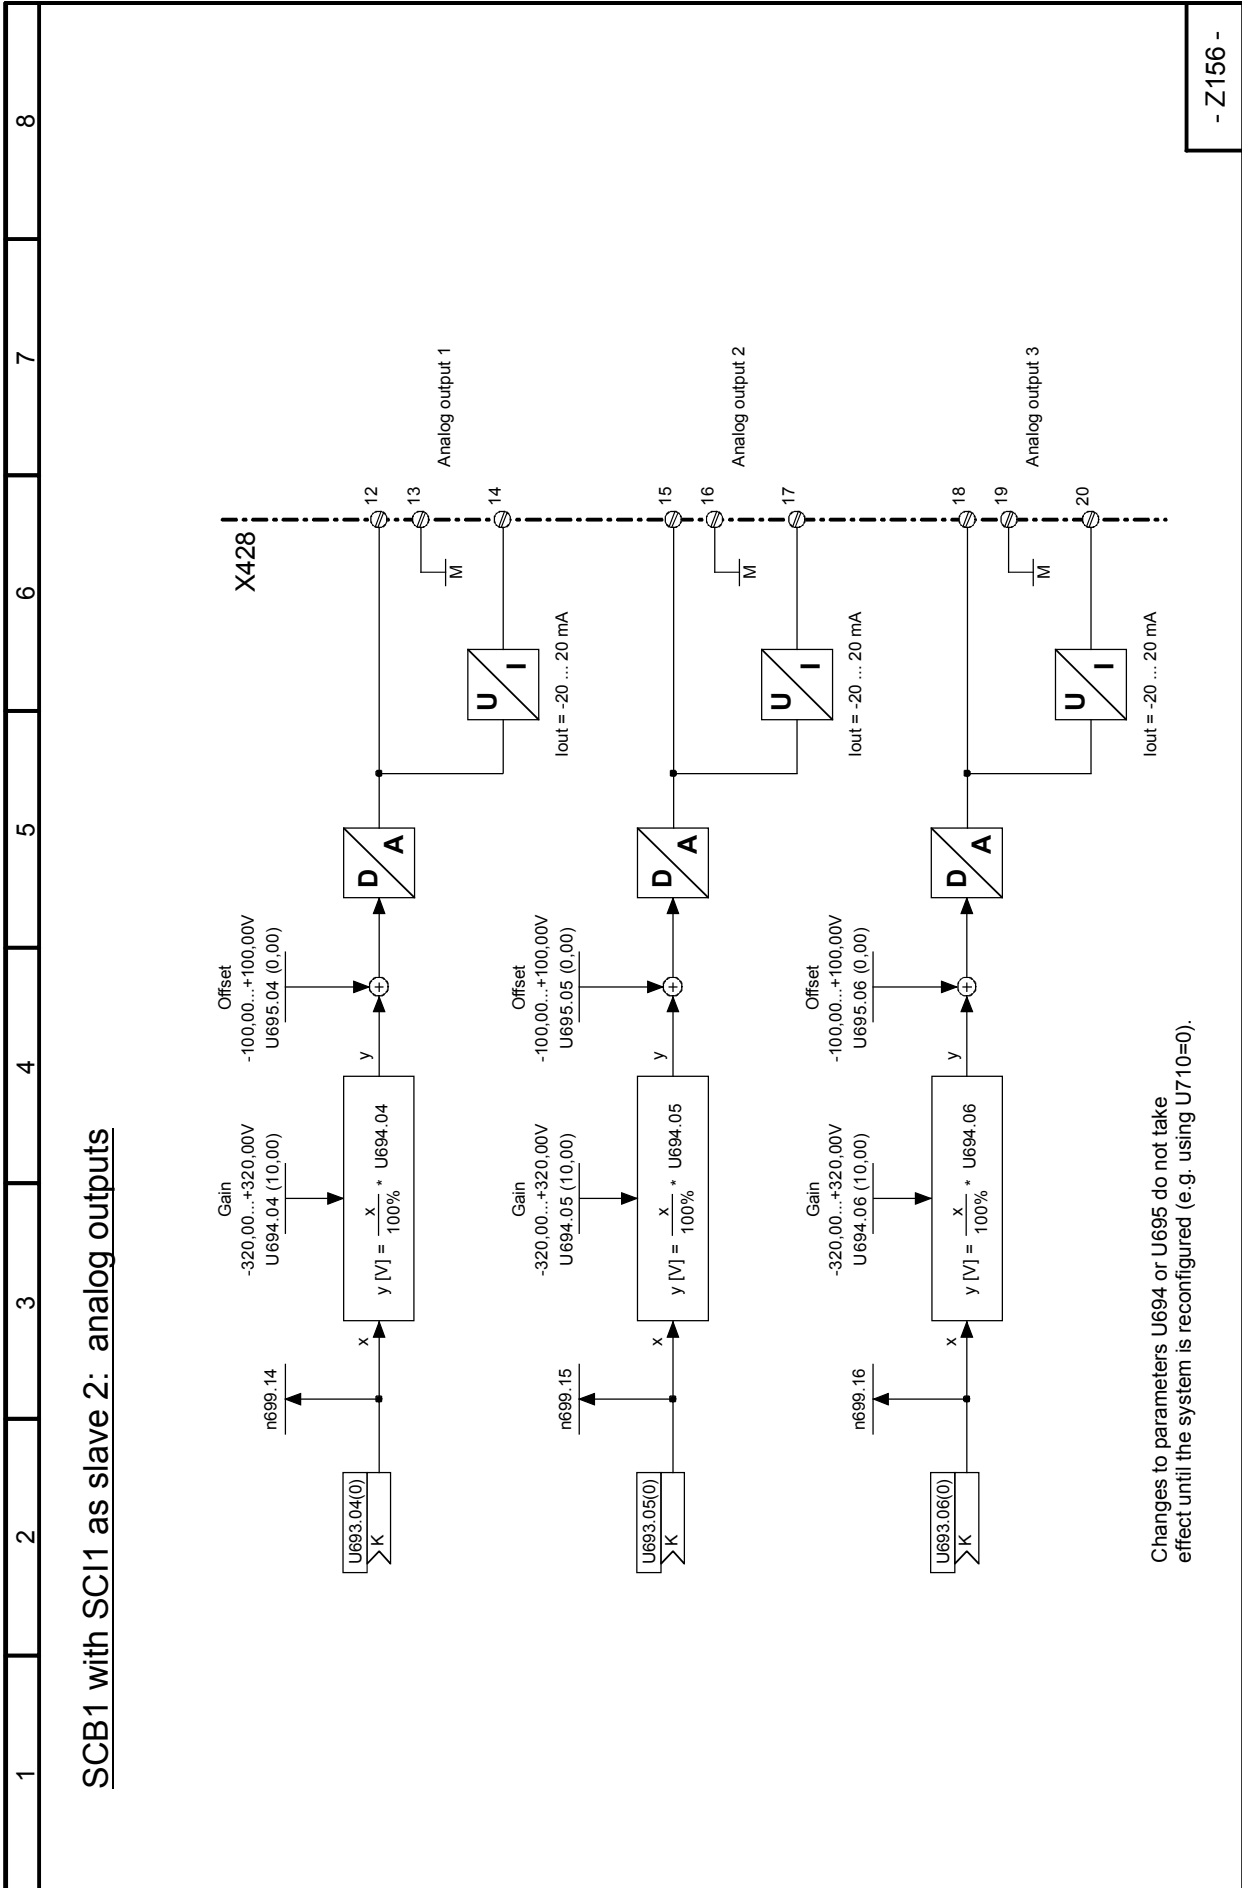 1 2 3 4 5 6 7 8
SCB1 with SCI1 as slave 2: analog outputs
X428
U693.04(0)
K
n699.14
x
Gain
-320,00...+320,00V
U694.04 (10,00)
y [V] = x / 100% * U694.04
y
Offset
-100,00...+100,00V
U695.04 (0,00)
+
D
A
U
I
Iout = -20 ... 20 mA
M
12
13
14
Analog output 1
U693.05(0)
K
n699.15
x
Gain
-320,00...+320,00V
U694.05 (10,00)
y [V] = x / 100% * U694.05
y
Offset
-100,00...+100,00V
U695.05 (0,00)
+
D
A
U
I
Iout = -20 ... 20 mA
M
15
16
17
Analog output 2
U693.06(0)
K
n699.16
x
Gain
-320,00...+320,00V
U694.06 (10,00)
y [V] = x / 100% * U694.06
y
Offset
-100,00...+100,00V
U695.06 (0,00)
+
D
A
U
I
Iout = -20 ... 20 mA
M
18
19
20
Analog output 3
Changes to parameters U694 or U695 do not take
effect until the system is reconfigured (e.g. using U710=0).
- Z156 -